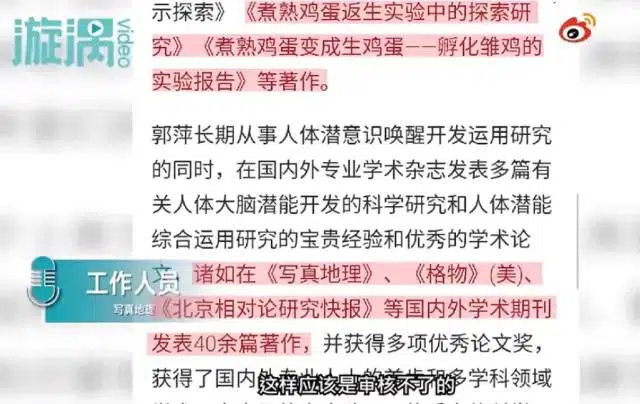 漩涡
video
示探索》《煮熟鸡蛋返生实验中的探索研
究》《煮熟鸡蛋变成生鸡蛋——孵化雏鸡的
实验报告》等著作。
郭萍长期从事人体潜意识唤醒开发运用研究
的同时，在国内外专业学术杂志发表多篇有
关人体大脑潜能开发的科学研究和人体潜能
综合运用研究的宝贵经验和优秀的学术论
文，诸如在《写真地理》、《格物》(美)、
《北京相对论研究快报》等国内外学术期刊
发表40余篇著作，并获得多项优秀论文奖，
获得了国内外专业人士的
和多学科领域
工作人员
写真地理
这样应该是审核不了的